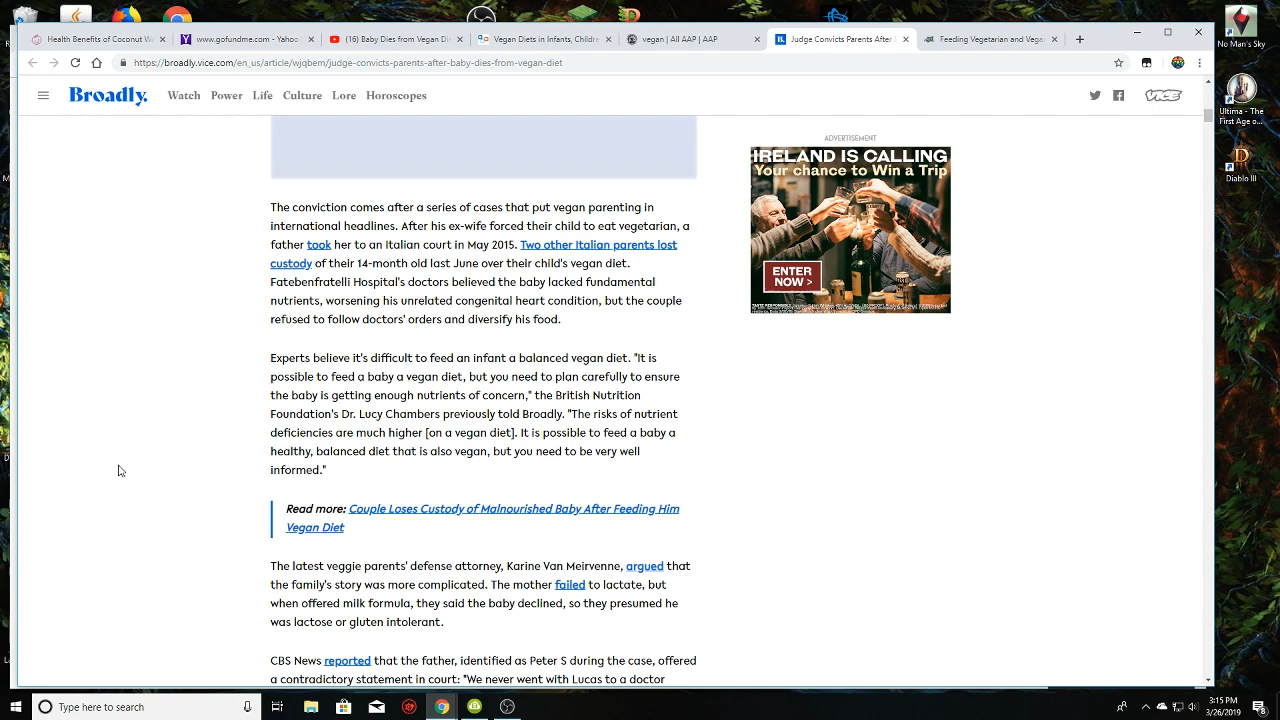 Health Benefits of Coconut W
www.gofundme.org - Yahoo
(16) Baby Dies from Vegan Die
Vegan Diets in Infants, Childre
vegan | All AAP | AAP
Judge Convicts Parents After
Feeding Vegetarian and Vega
https://broadly.vice.com/en_us/article/wjqbem/judge-convicts-parents-after-baby-dies-from-vegan-diet
Broadly. Watch Power Life Culture Lore Horoscopes VICE
The conviction comes after a series of cases that put vegan parenting in
international headlines. After his ex-wife forced their child to eat vegetarian, a
father took her to an Italian court in May 2015. Two other Italian parents lost
custody of their 14-month old last June over their child's vegan diet.
Fatebenfratelli Hospital's doctors believed the baby lacked fundamental
nutrients, worsening his unrelated congenital heart condition, but the couple
refused to follow doctors' orders and diversify his food.
Experts believe it's difficult to feed an infant a balanced vegan diet. "It is
possible to feed a baby a vegan diet, but you need to plan carefully to ensure
the baby is getting enough nutrients of concern," the British Nutrition
Foundation's Dr. Lucy Chambers previously told Broadly. "The risks of nutrient
deficiencies are much higher [on a vegan diet]. It is possible to feed a baby a
healthy, balanced diet that is also vegan, but you need to be very well
informed."
Read more: Couple Loses Custody of Malnourished Baby After Feeding Him
Vegan Diet
The latest veggie parents' defense attorney, Karine Van Meirvenne, argued that
the family's story was more complicated. The mother failed to lactate, but
when offered milk formula, they said the baby declined, so they presumed he
was lactose or gluten intolerant.
CBS News reported that the father, identified as Peter S during the case, offered
a contradictory statement in court: "We never went with Lucas to a doctor
ADVERTISEMENT
IRELAND IS CALLING
Your chance to Win a Trip
ENTER
NOW >
No Man's Sky
Ultima - The
First Age o...
Diablo III
Type here to search
3:15 PM
3/26/2019
8